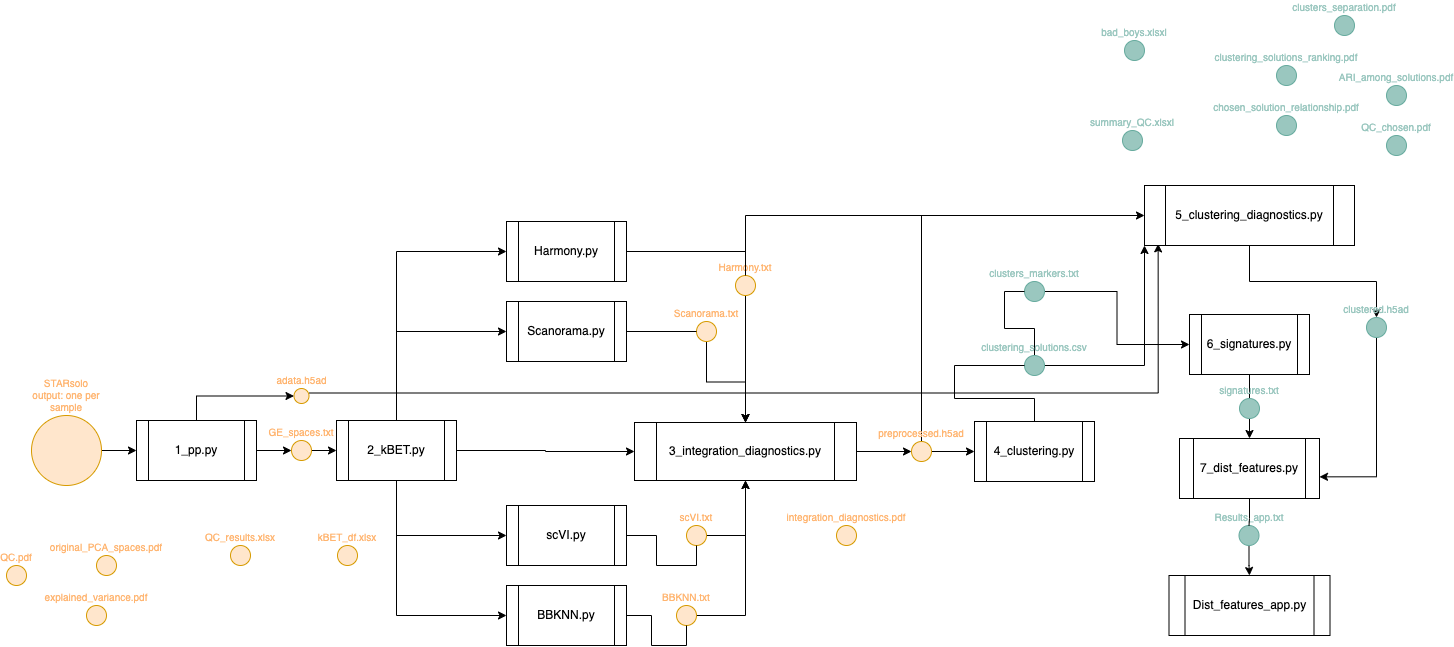 clusters_separation.pdf
bad_boys.xlsxl
clustering_solutions_ranking.pdf
ARI_among_solutions.pdf
chosen_solution_relationship.pdf
summary_QC.xlsxl
QC_chosen.pdf
5_clustering_diagnostics.py
Harmony.py
Harmony.txt
clusters_markers.txt
Scanorama.py
Scanorama.txt
clustered.h5ad
clustering_solutions.csv
6_signatures.py
STARsolo
output: one per
sample
adata.h5ad
signatures.txt
GE_spaces.txt
preprocessed.h5ad
1_pp.py
2_kBET.py
3_integration_diagnostics.py
4_clustering.py
7_dist_features.py
scVI.py
scVI.txt
integration_diagnostics.pdf
Results_app.txt
QC.pdf
original_PCA_spaces.pdf
QC_results.xlsx
kBET_df.xlsx
explained_variance.pdf
BBKNN.py
BBKNN.txt
Dist_features_app.py